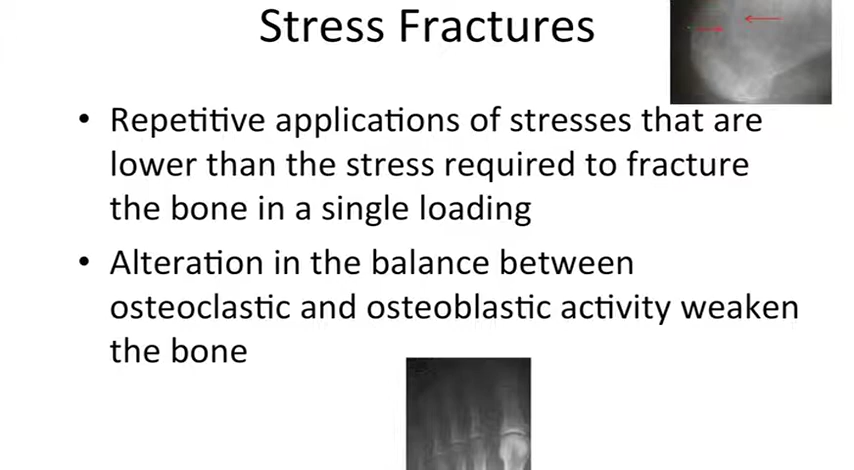 Stress Fractures
• Repetitive applications of stresses that are
lower than the stress required to fracture
the bone in a single loading
• Alteration in the balance between
osteoclastic and osteoblastic activity weaken
the bone